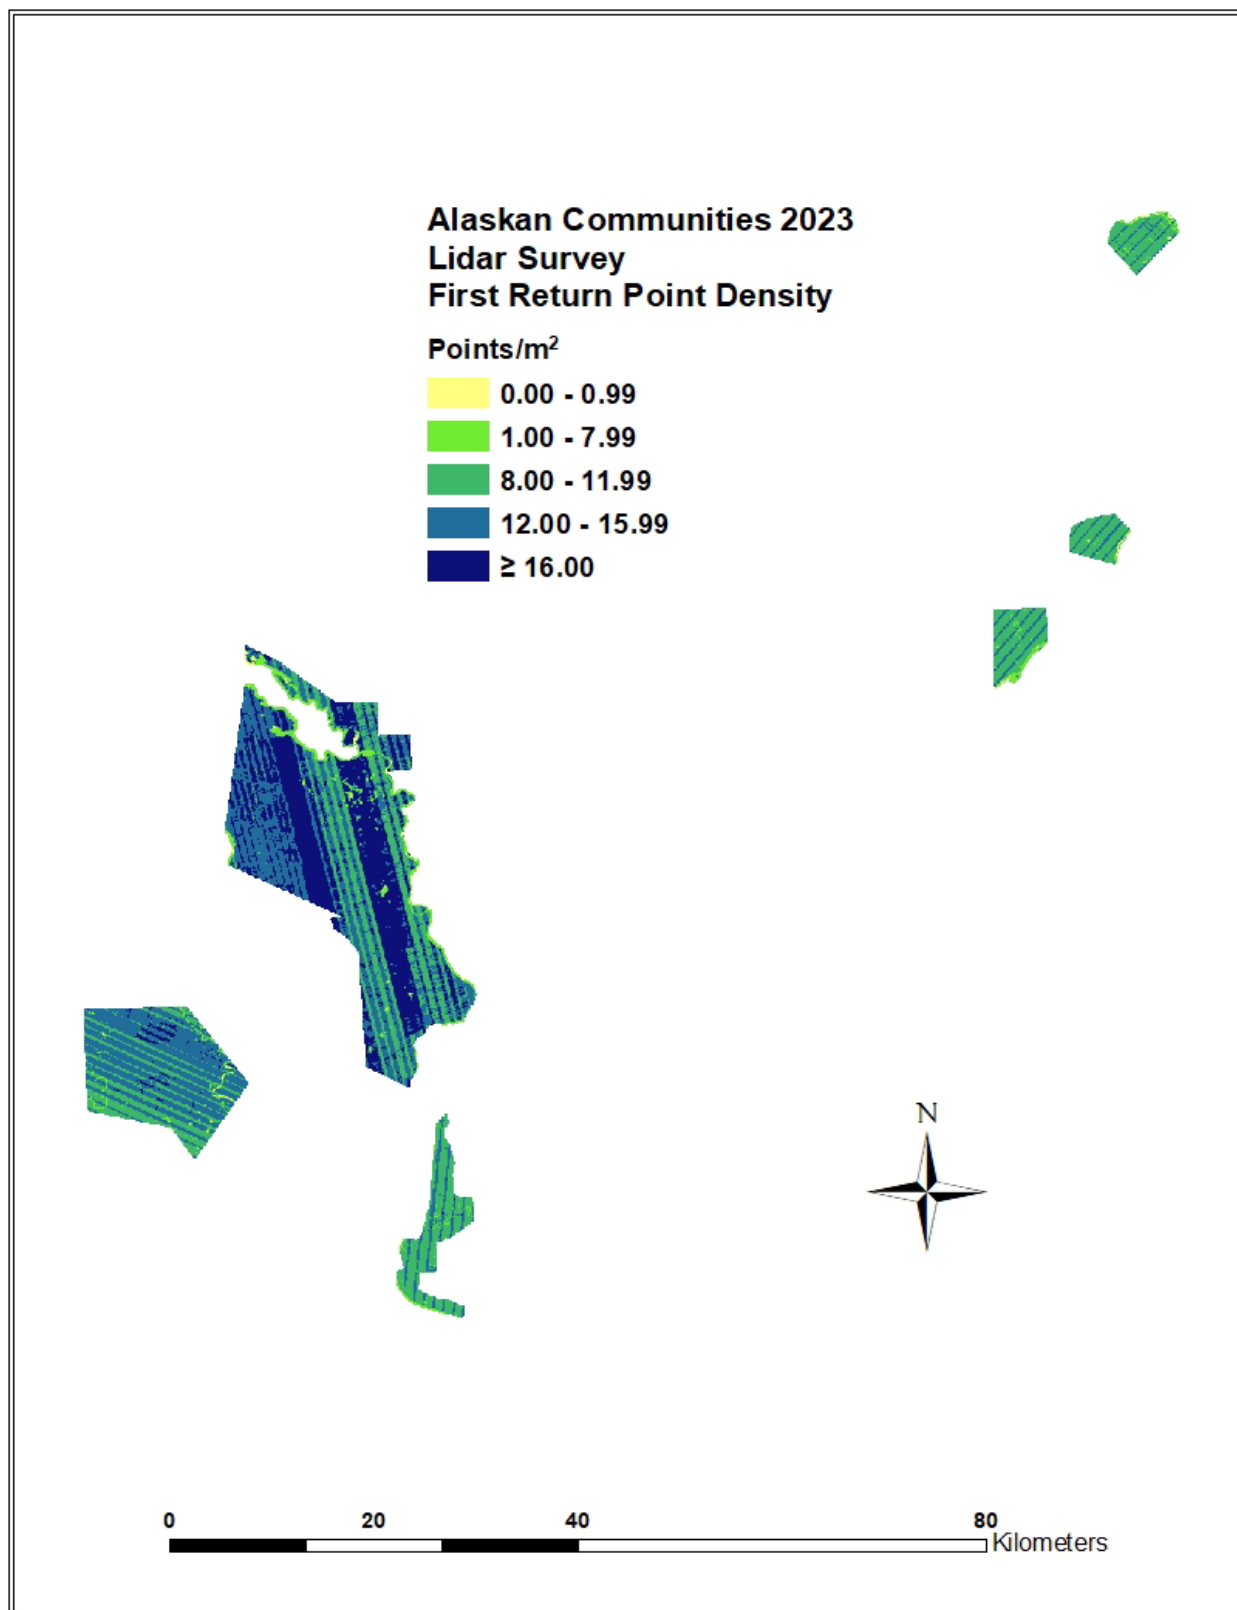 Alaskan Communities 2023
Lidar Survey
First Return Point Density
Points/m²
0.00 - 0.99
1.00 - 7.99
8.00 - 11.99
12.00 - 15.99
≥ 16.00
N
0 20 40 80
Kilometers